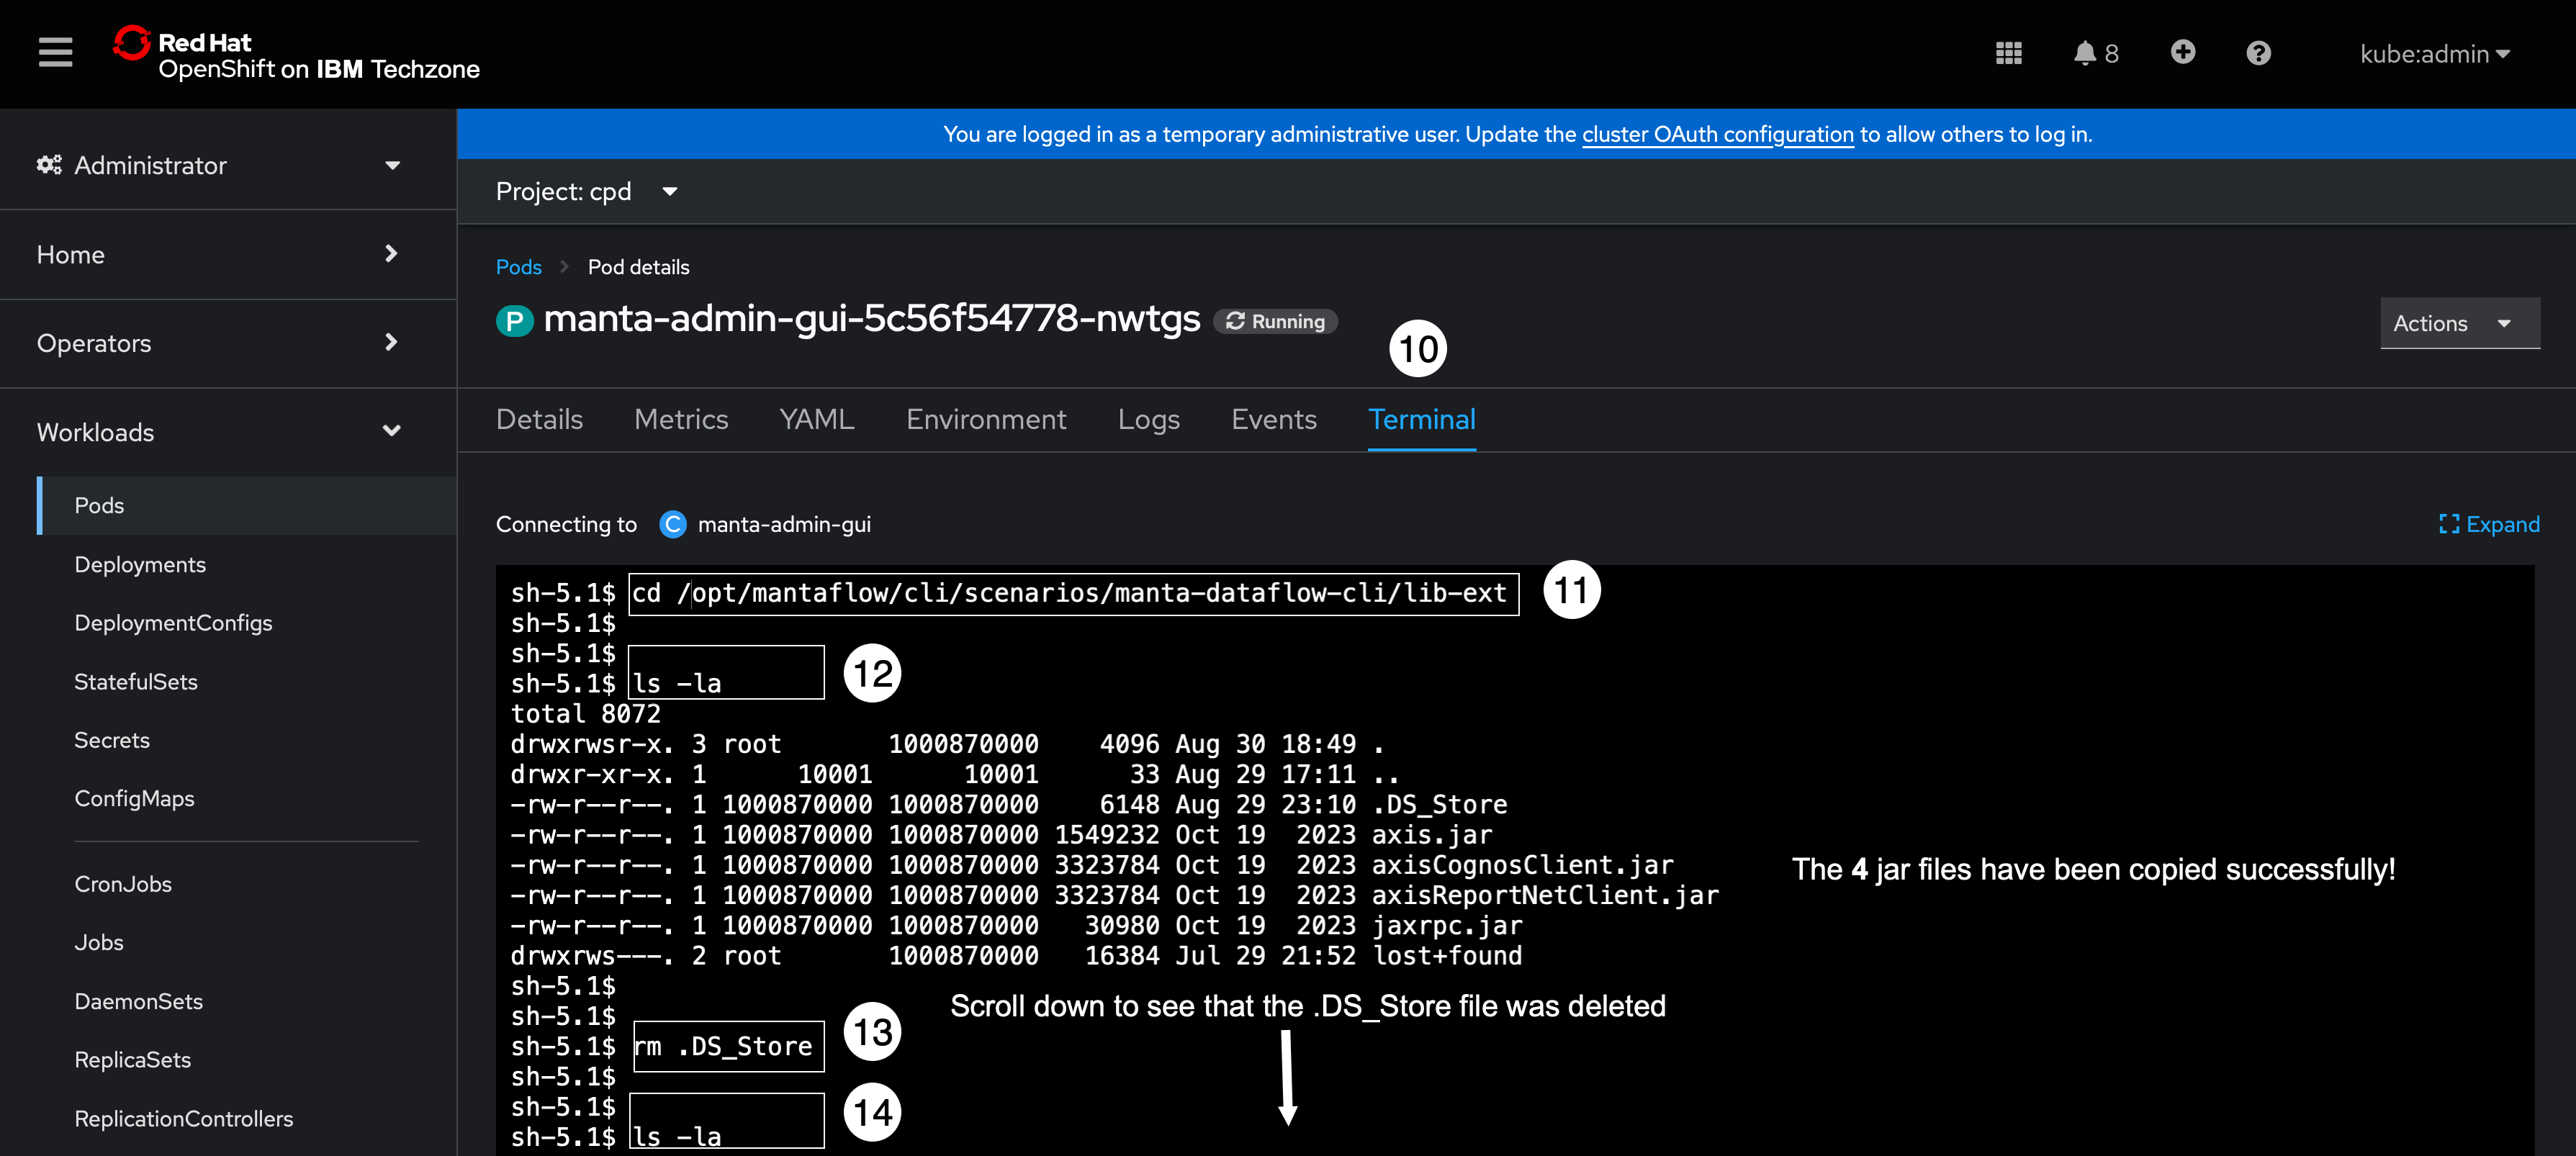 Red Hat
OpenShift on IBM Techzone
8
kube:admin
You are logged in as a temporary administrative user. Update the cluster OAuth configuration to allow others to log in.
Administrator
Home
Operators
Workloads
Pods
Deployments
DeploymentConfigs
StatefulSets
Secrets
ConfigMaps
CronJobs
Jobs
DaemonSets
ReplicaSets
ReplicationControllers
Project: cpd
Pods > Pod details
P manta-admin-gui-5c56f54778-nwtgs Running
Actions
10
Details Metrics YAML Environment Logs Events Terminal
Connecting to C manta-admin-gui
Expand
sh-5.1$ cd /opt/mantaflow/cli/scenarios/manta-dataflow-cli/lib-ext 11
sh-5.1$
sh-5.1$
sh-5.1$ ls -la 12
total 8072
drwxrwsr-x. 3 root 1000870000 4096 Aug 30 18:49 .
drwxr-xr-x. 1 10001 10001 33 Aug 29 17:11 ..
-rw-r--r--. 1 1000870000 1000870000 6148 Aug 29 23:10 .DS_Store
-rw-r--r--. 1 1000870000 1000870000 1549232 Oct 19 2023 axis.jar
-rw-r--r--. 1 1000870000 1000870000 3323784 Oct 19 2023 axisCognosClient.jar
The 4 jar files have been copied successfully!
-rw-r--r--. 1 1000870000 1000870000 3323784 Oct 19 2023 axisReportNetClient.jar
-rw-r--r--. 1 1000870000 1000870000 30980 Oct 19 2023 jaxrpc.jar
drwxrws---. 2 root 1000870000 16384 Jul 29 21:52 lost+found
sh-5.1$
Scroll down to see that the .DS_Store file was deleted
sh-5.1$
sh-5.1$ rm .DS_Store 13
sh-5.1$
sh-5.1$
sh-5.1$ ls -la 14